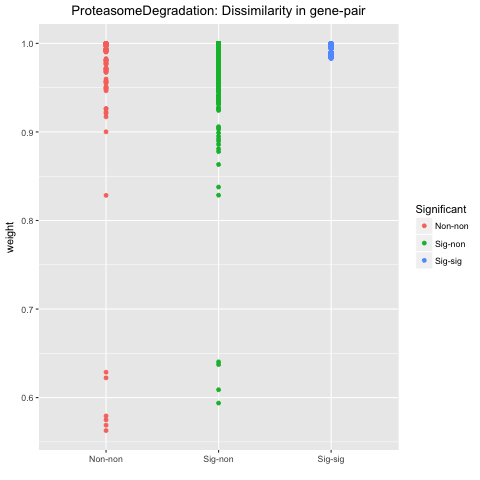 ProteasomeDegradation: Dissimilarity in gene-pair
1.0
0.9
0.8
0.7
0.6
weight
Non-non
Sig-non
Sig-sig
Significant
Non-non
Sig-non
Sig-sig